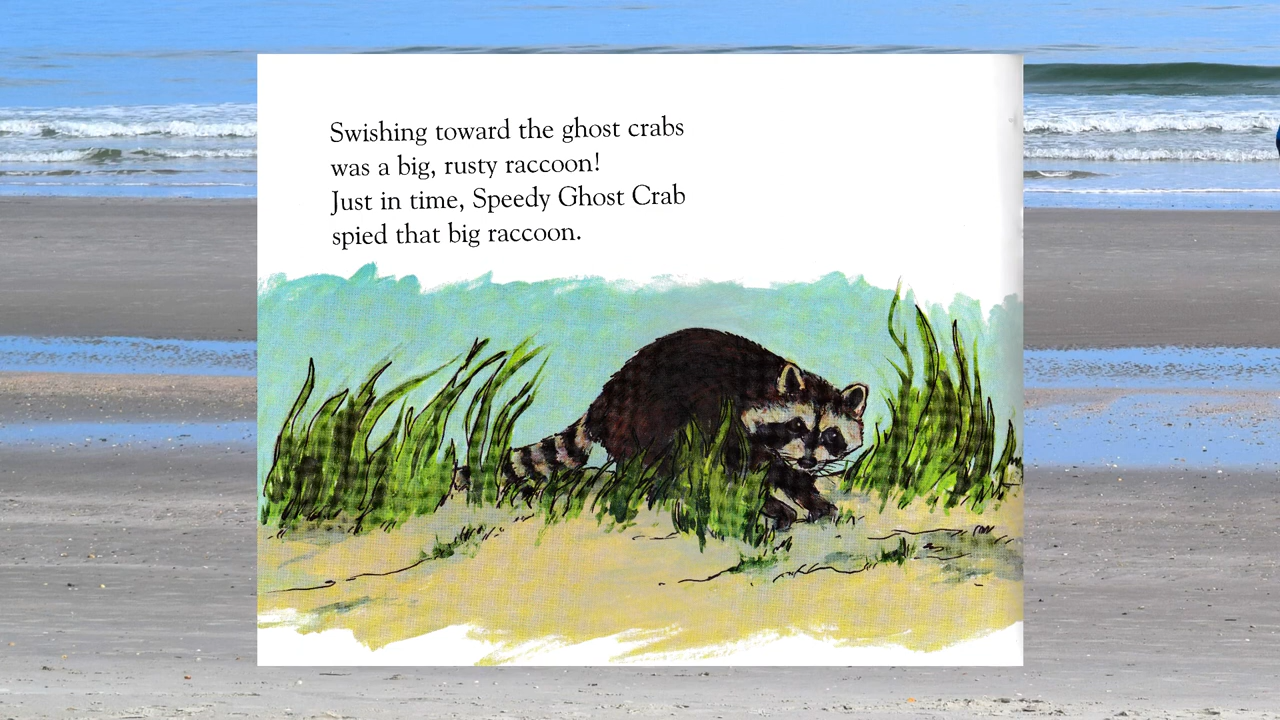 Swishing toward the ghost crabs
was a big, rusty raccoon!
Just in time, Speedy Ghost Crab
spied that big raccoon.